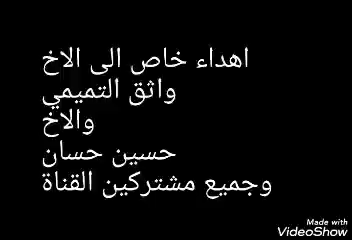 اهداء خاص الى الاخ
واثق التميمي
والاخ
حسين حسان
وجميع مشتركين القناة
Made with
VideoShow